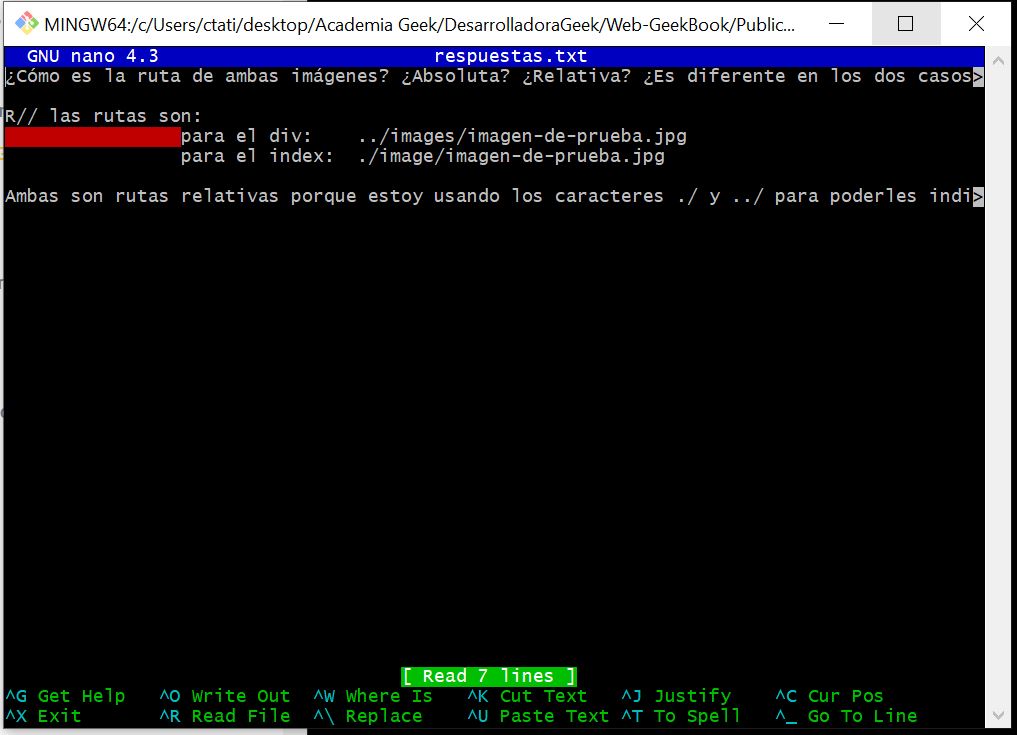 MINGW64:/c/Users/ctati/desktop/Academia Geek/DesarrolladoraGeek/Web-GeekBook/Public...
GNU nano 4.3 respuestas.txt
¿Cómo es la ruta de ambas imágenes? ¿Absoluta? ¿Relativa? ¿Es diferente en los dos casos>
R// las rutas son:
para el div: ../images/imagen-de-prueba.jpg
para el index: ./image/imagen-de-prueba.jpg
Ambas son rutas relativas porque estoy usando los caracteres ./ y ../ para poderles indi>
[ Read 7 lines ]
^G Get Help ^O Write Out ^W Where Is ^K Cut Text ^J Justify ^C Cur Pos
^X Exit ^R Read File ^\ Replace ^U Paste Text ^T To Spell ^_ Go To Line